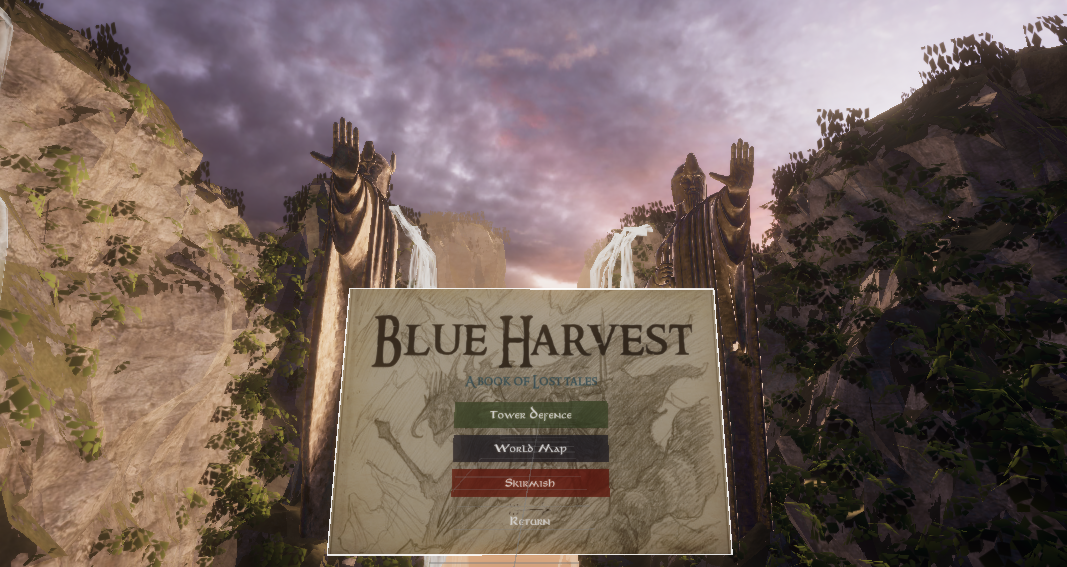 Blue Harvest
A book of Lost tales
Tower Defence
World Map
Skirmish
Return